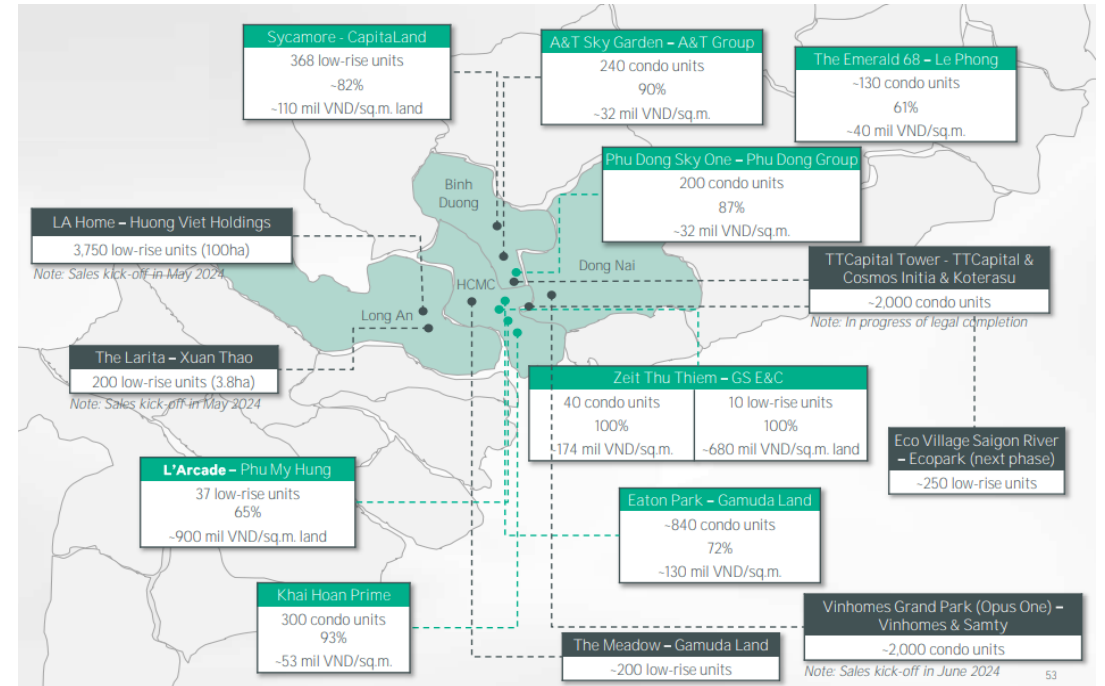 Sycamore - CapitaLand
368 low-rise units
~82%
~110 mil VND/sq.m. land
A&T Sky Garden – A&T Group
240 condo units
90%
~32 mil VND/sq.m.
The Emerald 68 – Le Phong
~130 condo units
61%
~40 mil VND/sq.m.
Phu Dong Sky One – Phu Dong Group
200 condo units
87%
~32 mil VND/sq.m.
Binh
Duong
LA Home – Huong Viet Holdings
3,750 low-rise units (100ha)
Note: Sales kick-off in May 2024
Dong Nai
HCMC
Long An
TTCapital Tower - TTCapital &
Cosmos Initia & Koterasu
~2,000 condo units
Note: In progress of legal completion
The Larita – Xuan Thao
200 low-rise units (3.8ha)
Note: Sales kick-off in May 2024
Zeit Thu Thiem – GS E&C
40 condo units
100%
~174 mil VND/sq.m.
10 low-rise units
100%
~680 mil VND/sq.m. land
Eco Village Saigon River
– Ecopark (next phase)
~250 low-rise units
L'Arcade – Phu My Hung
37 low-rise units
65%
~900 mil VND/sq.m. land
Eaton Park – Gamuda Land
~840 condo units
72%
~130 mil VND/sq.m.
Khai Hoan Prime
300 condo units
93%
~53 mil VND/sq.m.
The Meadow – Gamuda Land
~200 low-rise units
Vinhomes Grand Park (Opus One) –
Vinhomes & Samty
~2,000 condo units
Note: Sales kick-off in June 2024
53